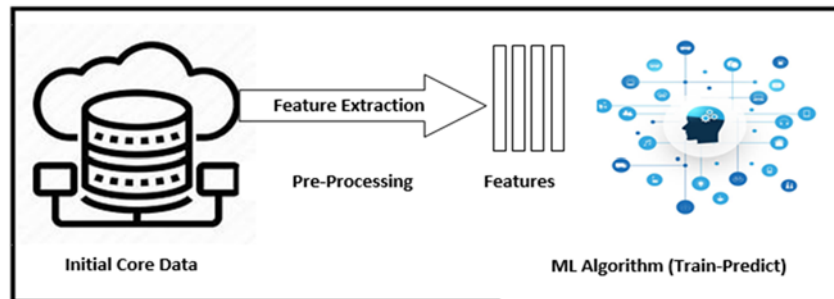 Feature Extraction
Pre-Processing
Features
Initial Core Data
ML Algorithm (Train-Predict)